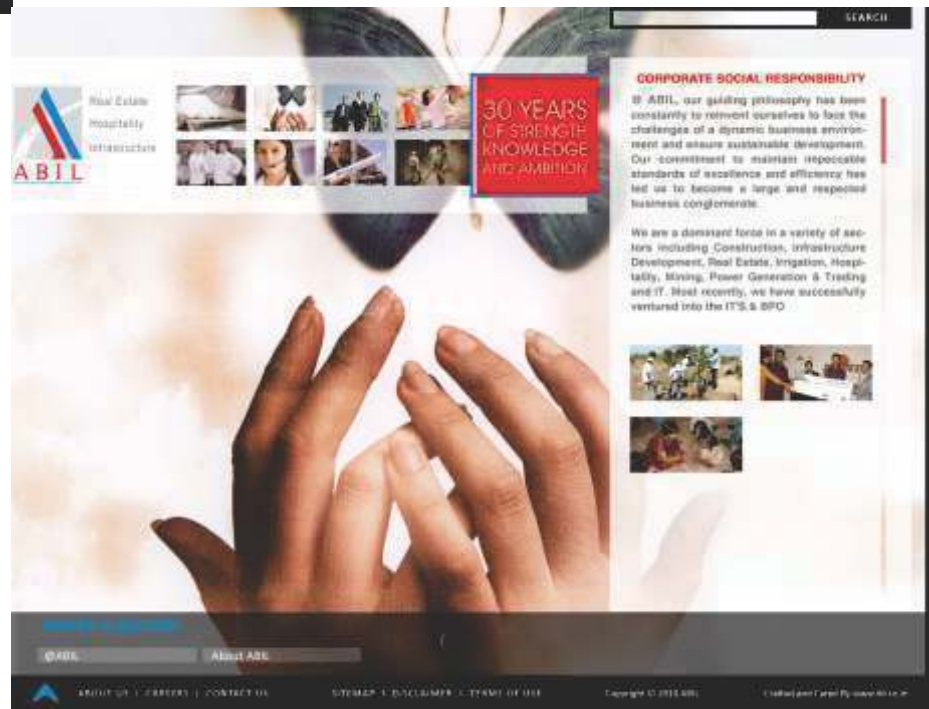 SEARCH
Real Estate
Hospitality
Infrastructure
ABIL
30 YEARS
OF STRENGTH
KNOWLEDGE
AND AMBITION
CORPORATE SOCIAL RESPONSIBILITY
@ ABIL, our guiding philosophy has been
constantly to reinvent ourselves to face the
challenges of a dynamic business environ-
ment and ensure sustainable development.
Our commitment to maintain impeccable
standards of excellence and efficiency has
led us to become a large and respected
business conglomerate.
We are a dominant force in a variety of sec-
tors including Construction, Infrastructure
Development, Real Estate, Irrigation, Hospi-
tality, Mining, Power Generation & Trading
and IT. Most recently, we have successfully
ventured into the IT'S & BPO
@ABIL
About ABIL
ABOUT US | CAREERS | CONTACT US
SITEMAP | DISCLAIMER | TERMS OF USE
Copyright © 2010 ABIL